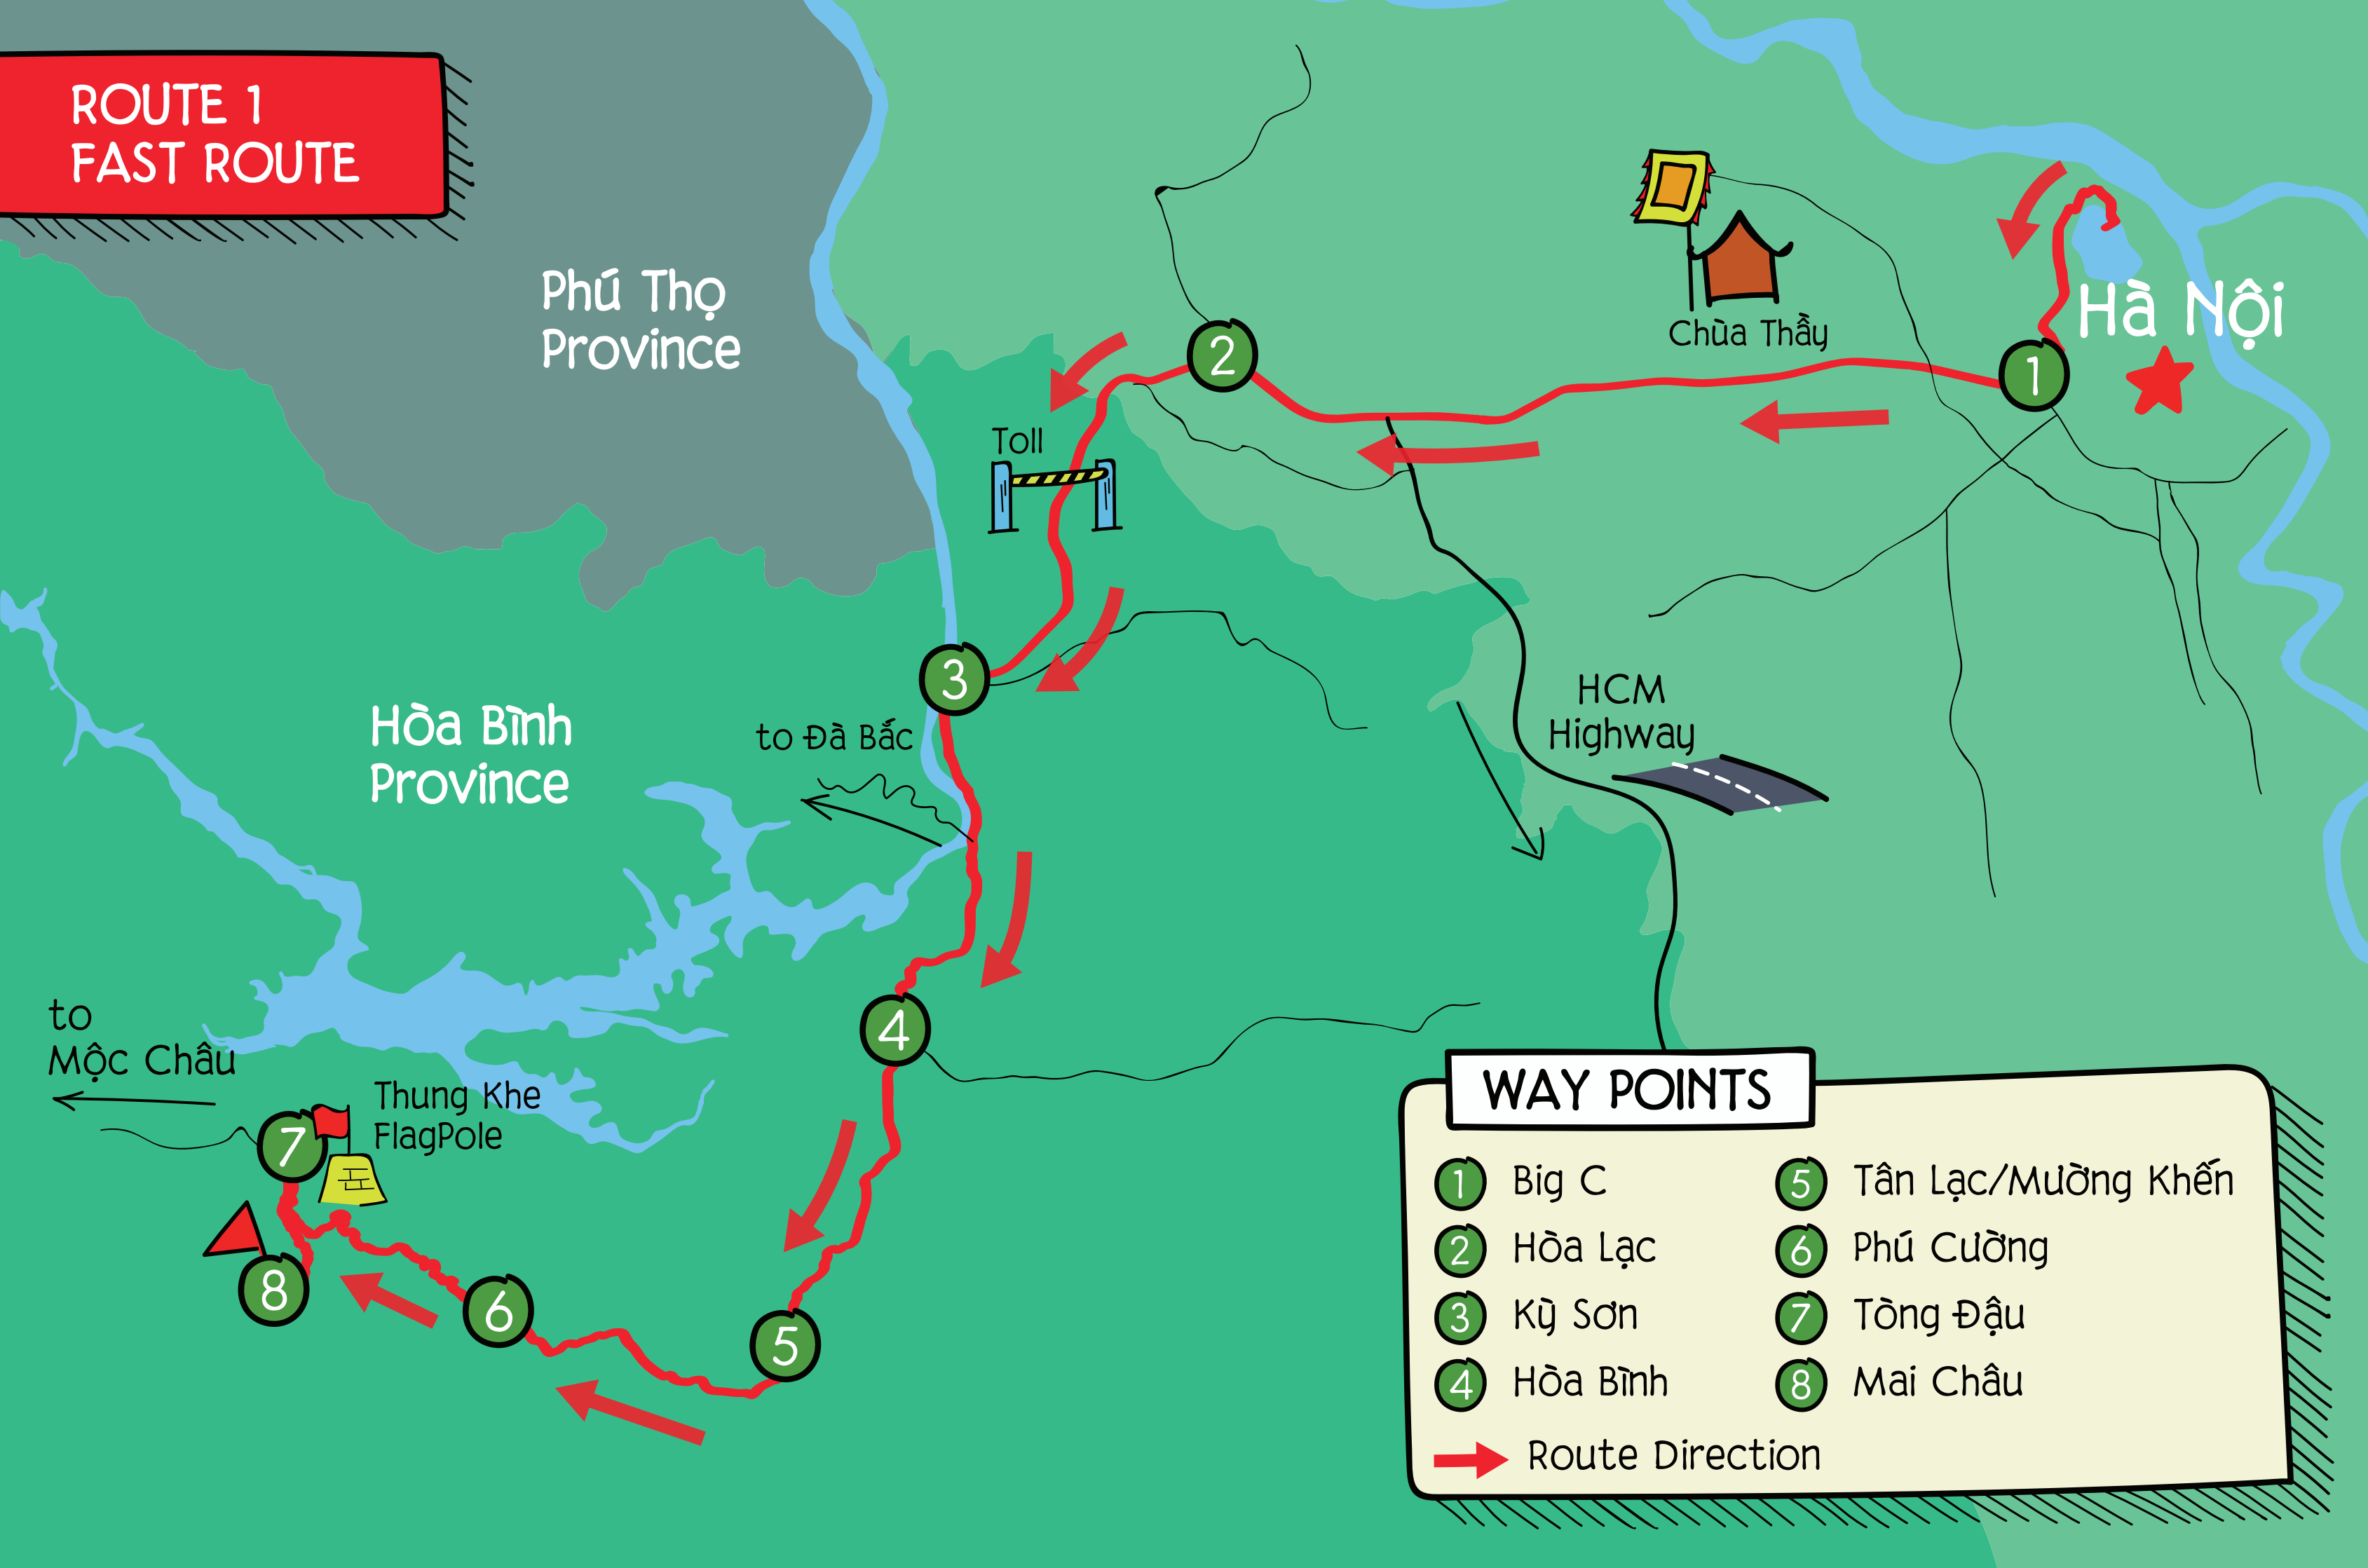 ROUTE 1
FAST ROUTE
Phú Thọ
Province
Chùa Thầy
Hà Nội
1
2
Toll
3
HCM
Highway
to Đà Bắc
Hòa Bình
Province
4
to
Mộc Châu
Thung Khe
FlagPole
7
8
6
5
WAY POINTS
1 Big C
2 Hòa Lạc
3 Kỳ Sơn
4 Hòa Bình
5 Tân Lạc/Mường Khến
6 Phú Cường
7 Tòng Đậu
8 Mai Châu
Route Direction